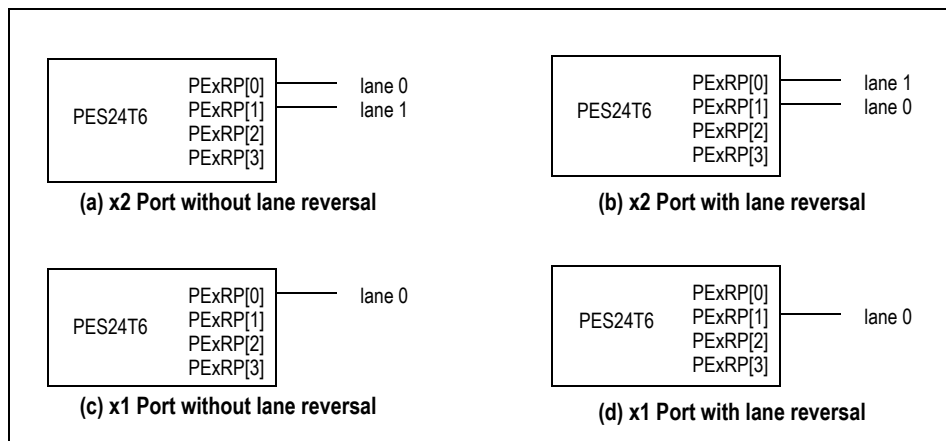 PES24T6
PExRP[0]
PExRP[1]
PExRP[2]
PExRP[3]
lane 0
lane 1
(a) x2 Port without lane reversal
PES24T6
PExRP[0]
PExRP[1]
PExRP[2]
PExRP[3]
lane 1
lane 0
(b) x2 Port with lane reversal
PES24T6
PExRP[0]
PExRP[1]
PExRP[2]
PExRP[3]
lane 0
(c) x1 Port without lane reversal
PES24T6
PExRP[0]
PExRP[1]
PExRP[2]
PExRP[3]
lane 0
(d) x1 Port with lane reversal